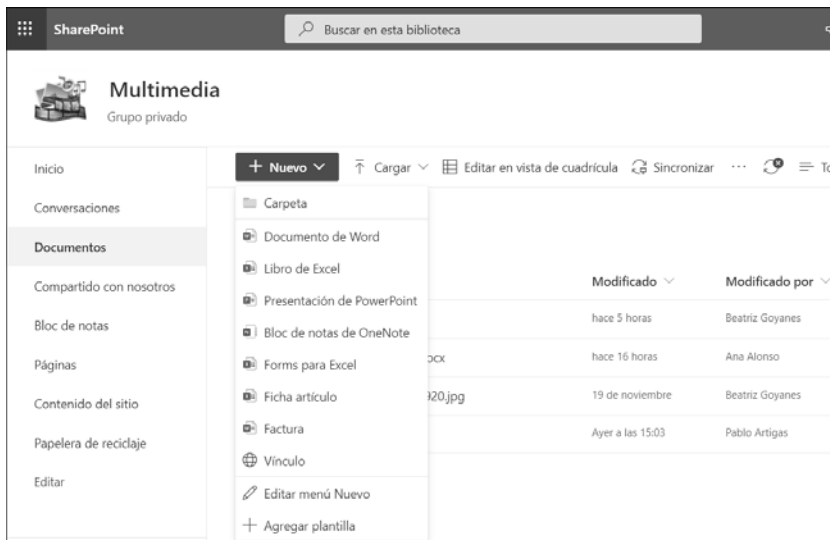 SharePoint
Buscar en esta biblioteca
Multimedia
Grupo privado
Inicio
Conversaciones
Documentos
Compartido con nosotros
Bloc de notas
Páginas
Contenido del sitio
Papelera de reciclaje
Editar
+ Nuevo
Cargar
Editar en vista de cuadrícula
Sincronizar
...
Carpeta
Documento de Word
Libro de Excel
Presentación de PowerPoint
Bloc de notas de OneNote
Forms para Excel
Ficha artículo
Factura
Vínculo
Editar menú Nuevo
Agregar plantilla
Modificado Modificado por
hace 5 horas Beatriz Goyanes
ocx hace 16 horas Ana Alonso
920.jpg 19 de noviembre Beatriz Goyanes
Ayer a las 15:03 Pablo Artigas